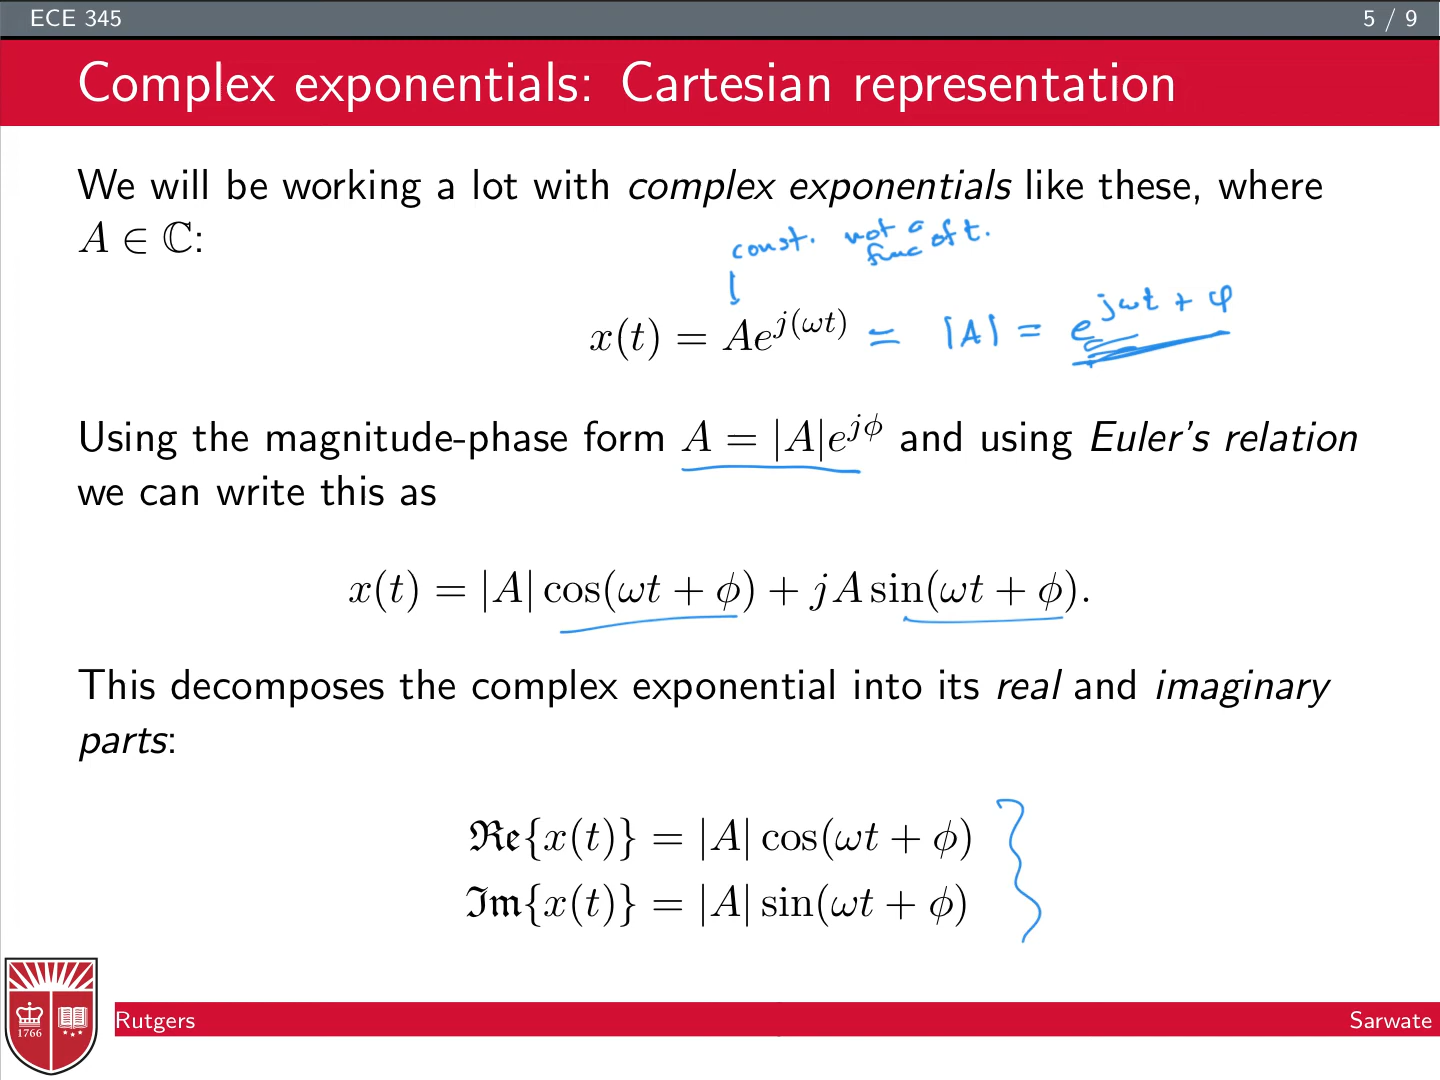 ECE 345
5 / 9
Complex exponentials: Cartesian representation
We will be working a lot with complex exponentials like these, where
A ∈ ℂ:
const. not a func of t.
x(t) = Ae^{j(ωt)} = |A| = e^{jωt + φ}
Using the magnitude-phase form A = |A|e^{jϕ} and using Euler's relation
we can write this as
x(t) = |A| cos(ωt + ϕ) + jA sin(ωt + ϕ).
This decomposes the complex exponential into its real and imaginary
parts:
ℜe{x(t)} = |A| cos(ωt + ϕ)
ℑm{x(t)} = |A| sin(ωt + ϕ)
1766
Rutgers
Sarwate